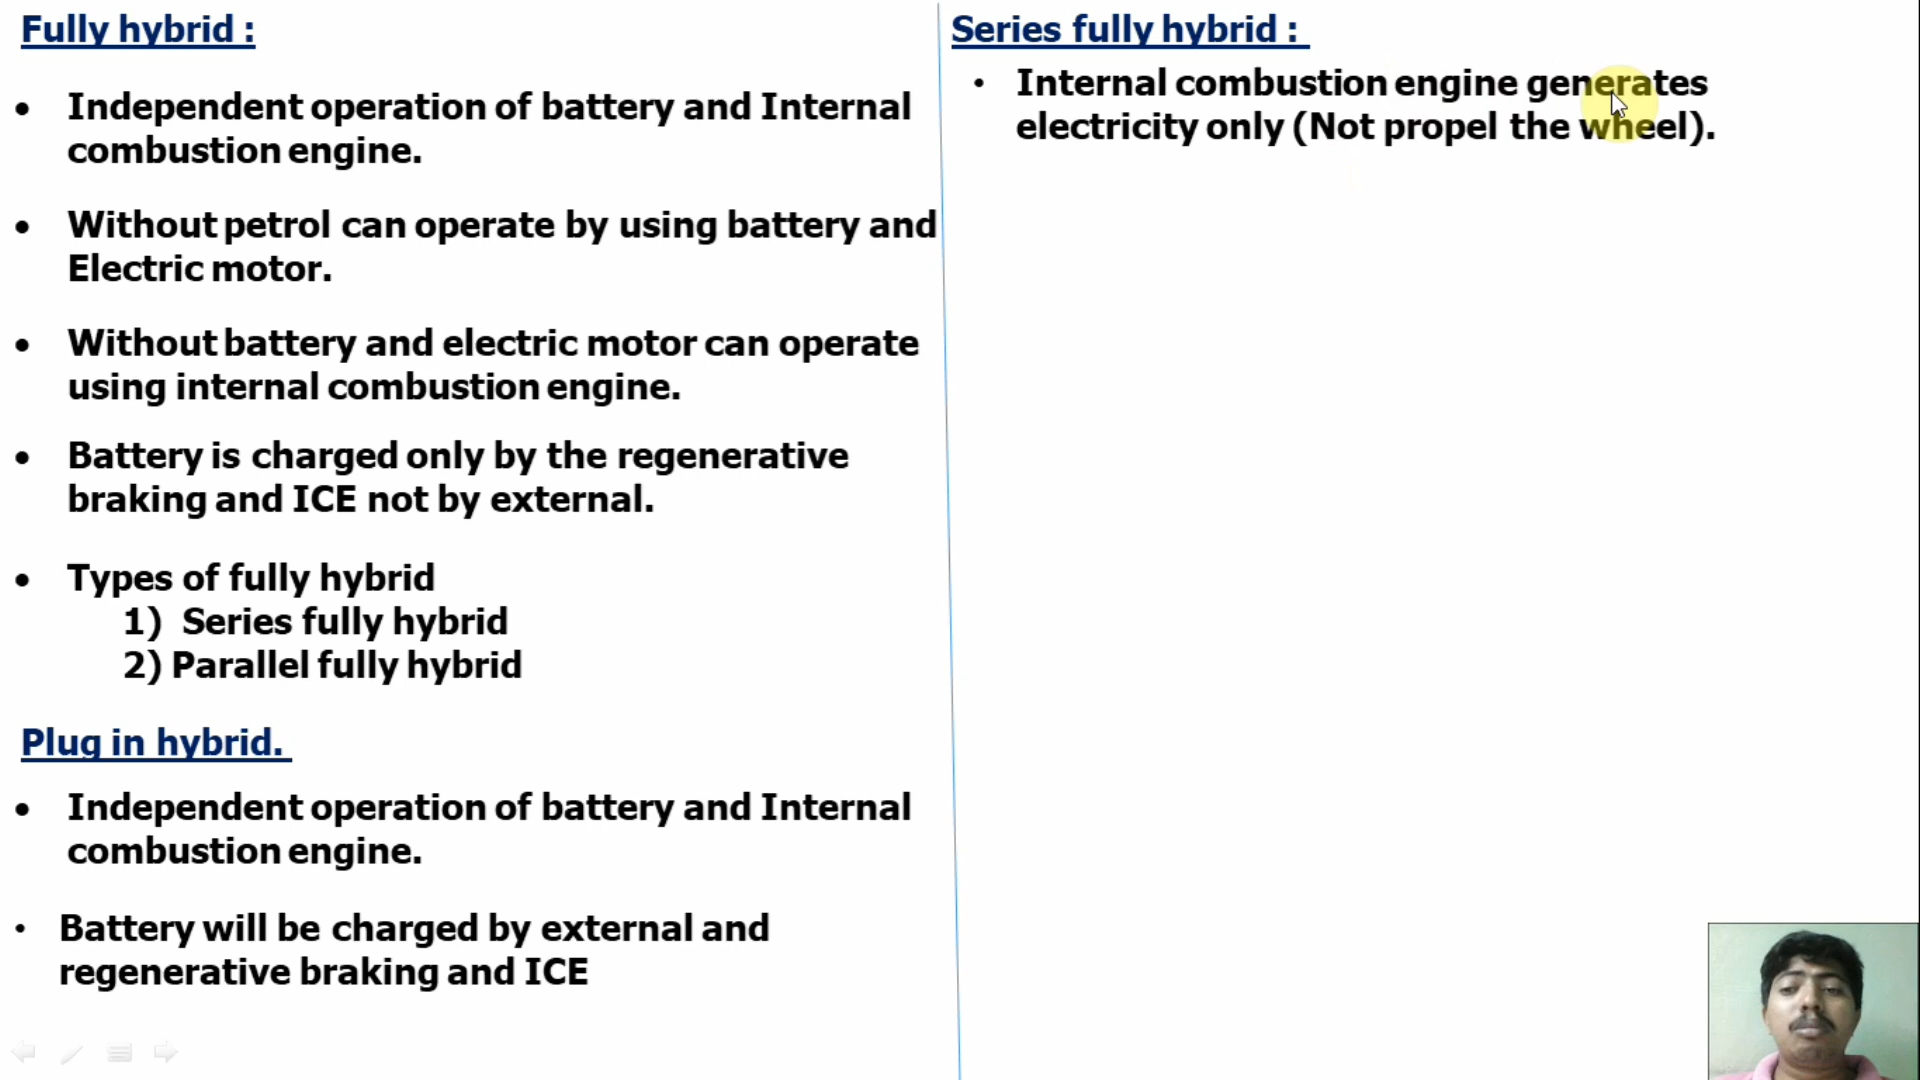 Fully hybrid :
• Independent operation of battery and Internal
combustion engine.
• Without petrol can operate by using battery and
Electric motor.
• Without battery and electric motor can operate
using internal combustion engine.
• Battery is charged only by the regenerative
braking and ICE not by external.
• Types of fully hybrid
1) Series fully hybrid
2) Parallel fully hybrid
Plug in hybrid.
• Independent operation of battery and Internal
combustion engine.
• Battery will be charged by external and
regenerative braking and ICE
Series fully hybrid :
• Internal combustion engine generates
electricity only (Not propel the wheel).